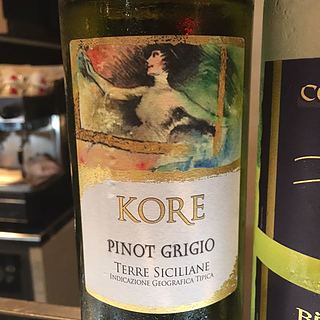 KORE
PINOT GRIGIO
TERRE SICILIANE
INDICAZIONE GEOGRAFICA TIPICA